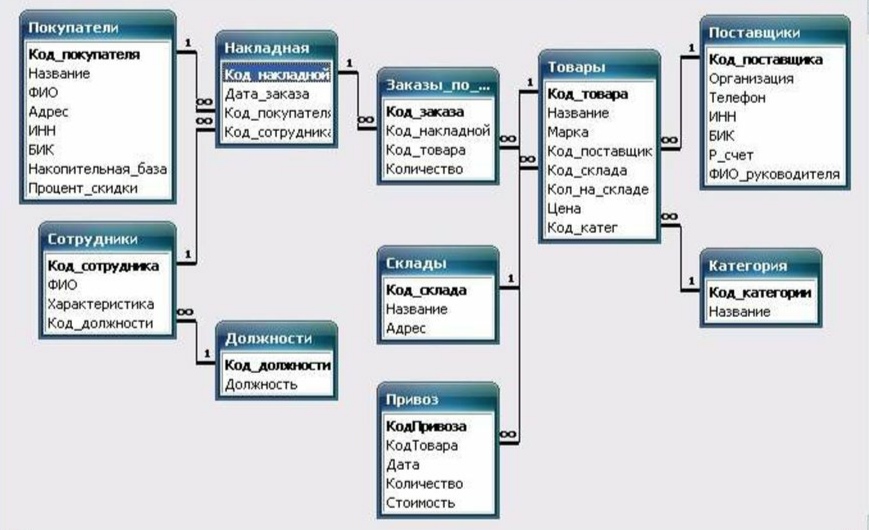 Покупатели
Код_покупателя
Название
ФИО
Адрес
ИНН
БИК
Накопительная_база
Процент_скидки
1
∞
∞
1
Накладная
Код_накладной
Дата_заказа
Код_покупателя
Код_сотрудника
1
∞
Заказы_по_...
Код_заказа
Код_накладной
Код_товара
Количество
∞
1
∞
Товары
Код_товара
Название
Марка
Код_поставщик
Код_склада
Кол_на_складе
Цена
Код_катег
∞
1
∞
1
Поставщики
Код_поставщика
Организация
Телефон
ИНН
БИК
Р_счет
ФИО_руководителя
Сотрудники
Код_сотрудника
ФИО
Характеристика
Код_должности
∞
1
Должности
Код_должности
Должность
Склады
Код_склада
Название
Адрес
1
Категория
Код_категории
Название
Привоз
КодПривоза
КодТовара
Дата
Количество
Стоимость
∞